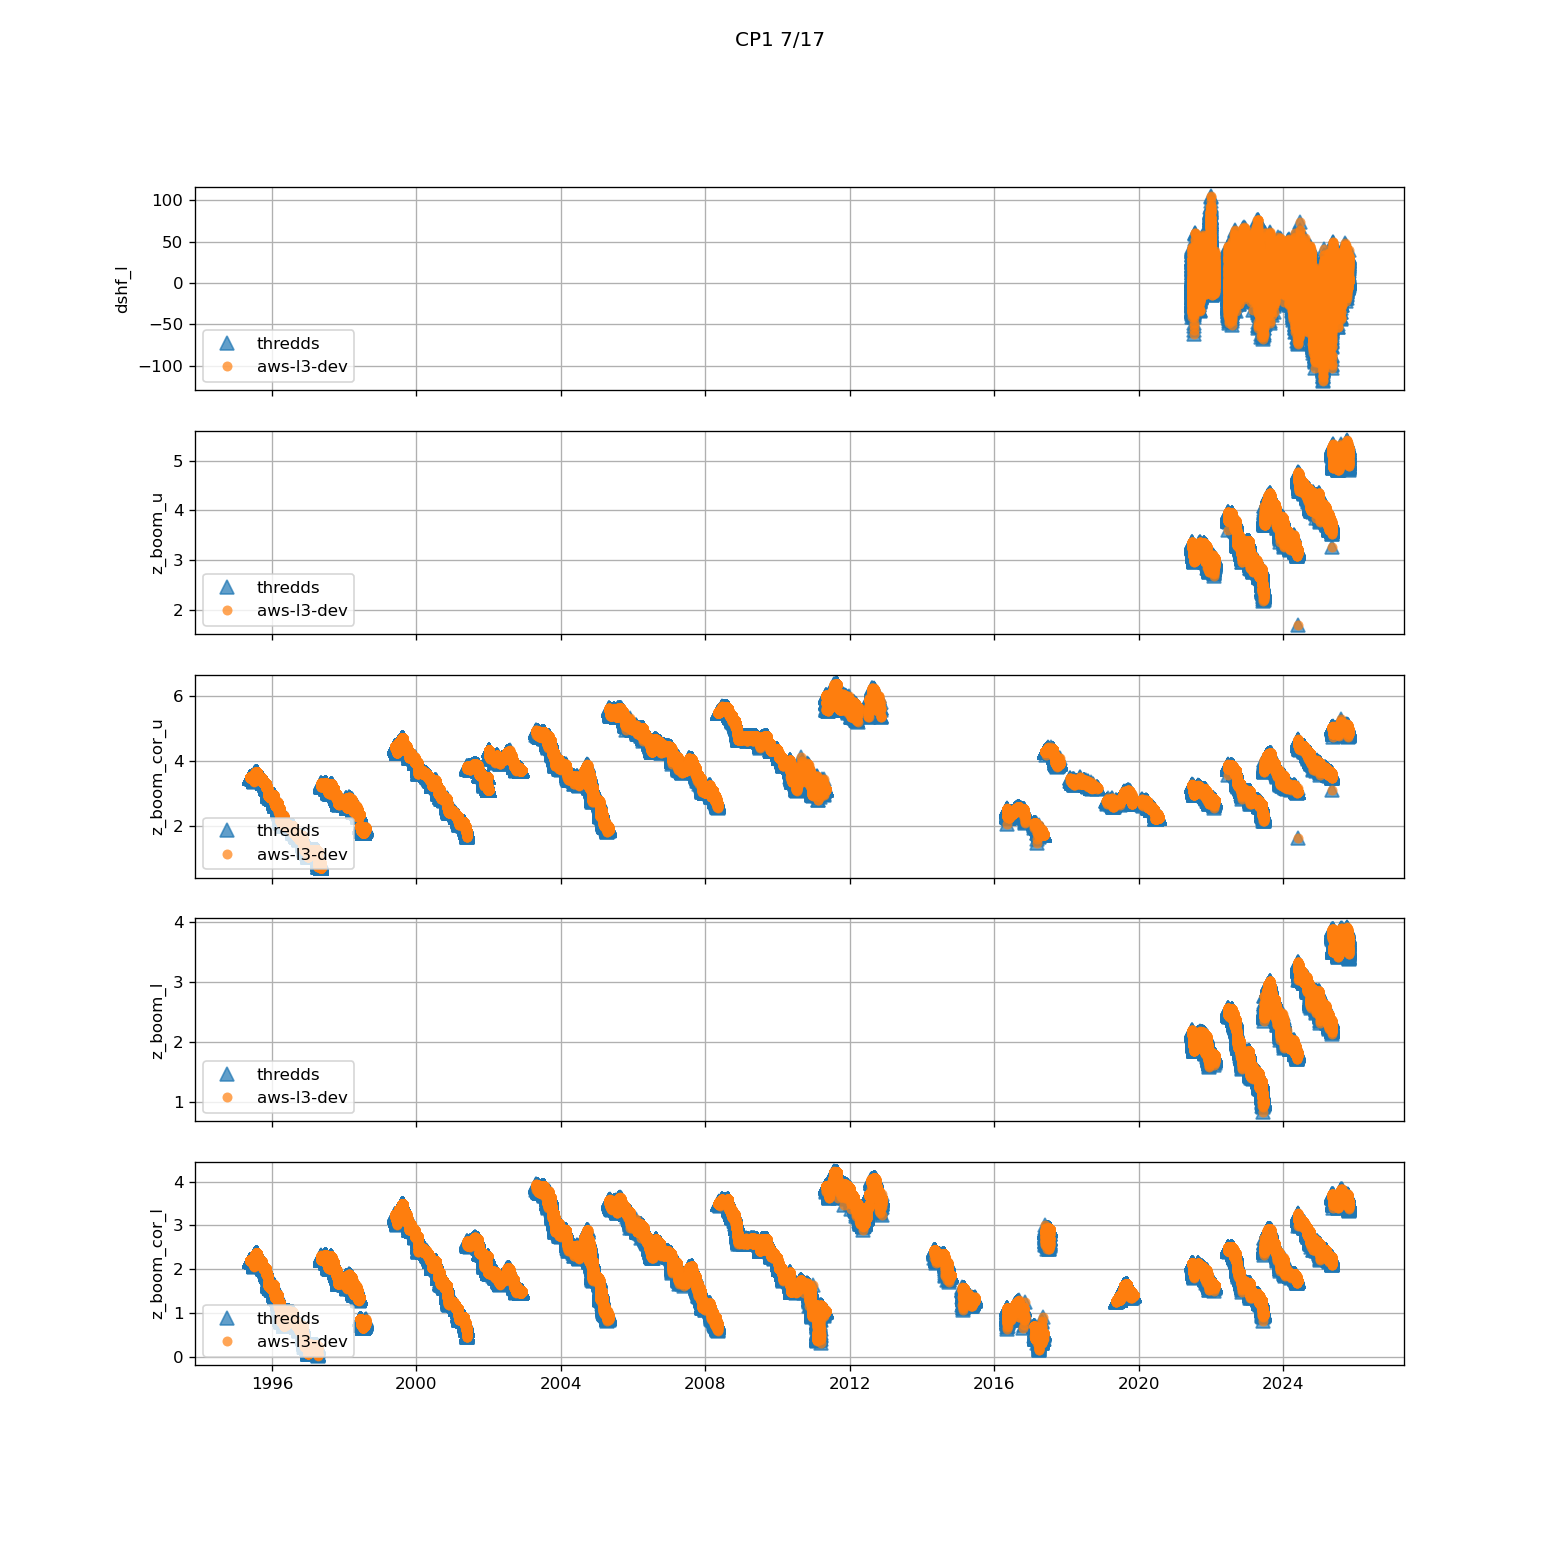 CP1 7/17
100
50
0
−50
−100
dshf_l
thredds
aws-l3-dev
5
4
3
2
z_boom_u
thredds
aws-l3-dev
6
4
2
z_boom_cor_u
thredds
aws-l3-dev
4
3
2
1
z_boom_l
thredds
aws-l3-dev
4
3
2
1
0
z_boom_cor_l
thredds
aws-l3-dev
1996 2000 2004 2008 2012 2016 2020 2024